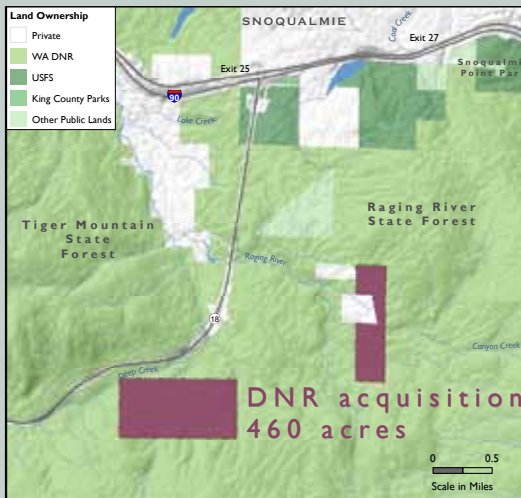 Land Ownership
Private
WA DNR
USFS
King County Parks
Other Public Lands
SNOQUALMIE
Coal Creek
Exit 27
Exit 25
Snoqualmi
Point Par
90
Lake Creek
Raging River
State Forest
Tiger Mountain
State
Forest
Raging River
18
Canyon Creek
Deep Creek
DNR acquisition
460 acres
0
0.5
Scale in Miles